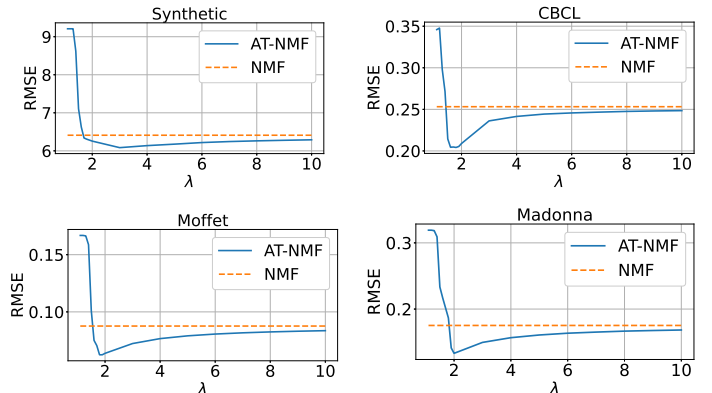 Synthetic
RMSE
9
8
7
6
2 4 6 8 10
λ
AT-NMF
NMF
CBCL
RMSE
0.35
0.30
0.25
0.20
2 4 6 8 10
λ
AT-NMF
NMF
Moffet
RMSE
0.15
0.10
2 4 6 8 10
λ
AT-NMF
NMF
Madonna
RMSE
0.3
0.2
2 4 6 8 10
λ
AT-NMF
NMF